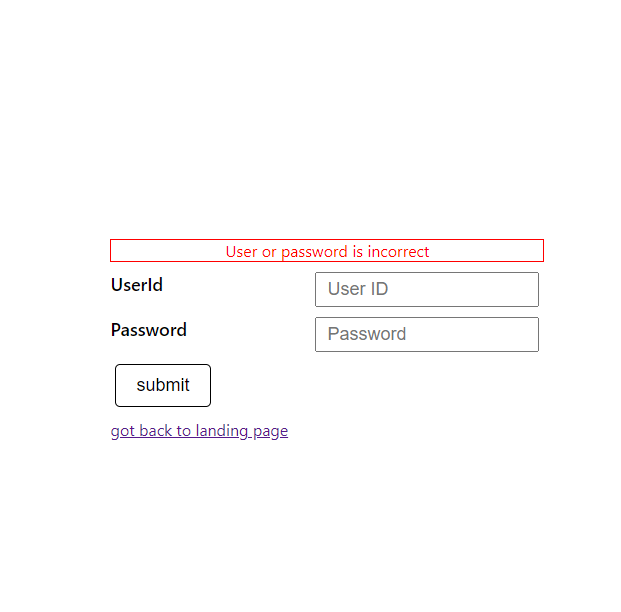 User or password is incorrect
UserId
User ID
Password
Password
submit
got back to landing page